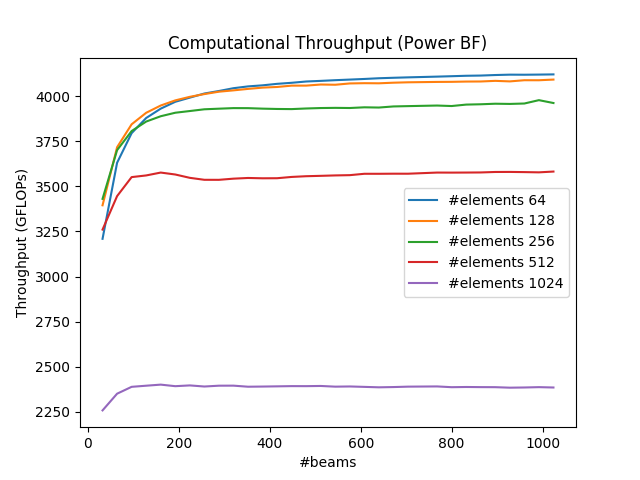 Computational Throughput (Power BF)
Throughput (GFLOPs)
4000
3750
3500
3250
3000
2750
2500
2250
#elements 64
#elements 128
#elements 256
#elements 512
#elements 1024
0 200 400 600 800 1000
#beams